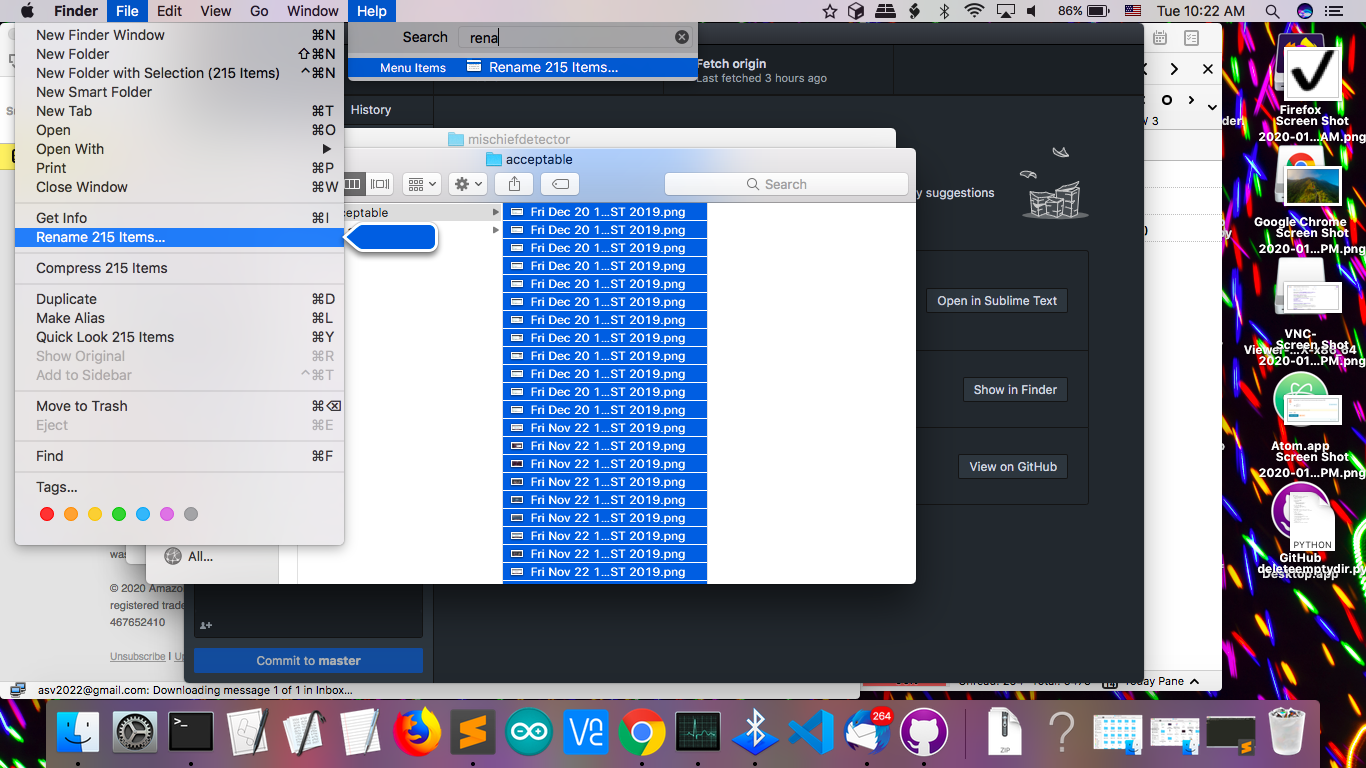 Finder File Edit View Go Window Help 86% Tue 10:22 AM
Search rena
Menu Items Rename 215 Items...
New Finder Window ⌘N
New Folder ⇧⌘N
New Folder with Selection (215 Items) ^⌘N
New Smart Folder
New Tab ⌘T
Open ⌘O
Open With
Print ⌘P
Close Window ⌘W
Get Info ⌘I
Rename 215 Items...
Compress 215 Items
Duplicate ⌘D
Make Alias ⌘L
Quick Look 215 Items ⌘Y
Show Original ⌘R
Add to Sidebar ^⌘T
Move to Trash ⌘⌫
Eject ⌘E
Find ⌘F
Tags...
Fetch origin
Last fetched 3 hours ago
History
mischiefdetector
acceptable
Search
ceptable
Fri Dec 20 1...ST 2019.png
Fri Dec 20 1...ST 2019.png
Fri Dec 20 1...ST 2019.png
Fri Dec 20 1...ST 2019.png
Fri Dec 20 1...ST 2019.png
Fri Dec 20 1...ST 2019.png
Fri Dec 20 1...ST 2019.png
Fri Dec 20 1...ST 2019.png
Fri Dec 20 1...ST 2019.png
Fri Dec 20 1...ST 2019.png
Fri Dec 20 1...ST 2019.png
Fri Dec 20 1...ST 2019.png
Fri Nov 22 1...ST 2019.png
Fri Nov 22 1...ST 2019.png
Fri Nov 22 1...ST 2019.png
Fri Nov 22 1...ST 2019.png
Fri Nov 22 1...ST 2019.png
Fri Nov 22 1...ST 2019.png
Fri Nov 22 1...ST 2019.png
Fri Nov 22 1...ST 2019.png
Fri Nov 22 1...ST 2019.png
All...
y suggestions
Open in Sublime Text
Show in Finder
View on GitHub
was
© 2020 Amazo
registered trade
467652410
Unsubscribe | Up
Commit to master
asv2022@gmail.com: Downloading message 1 of 1 in Inbox...
Today Pane
Firefox
Screen Shot
2020-01...AM.png
Google Chrome
Screen Shot
2020-01...PM.png
VNC-
Screen Shot
2020-01...PM.png
Atom.app
Screen Shot
2020-01...PM.png
PYTHON
GitHub
deleteemptydir.py
Desktop.app
264
ZIP